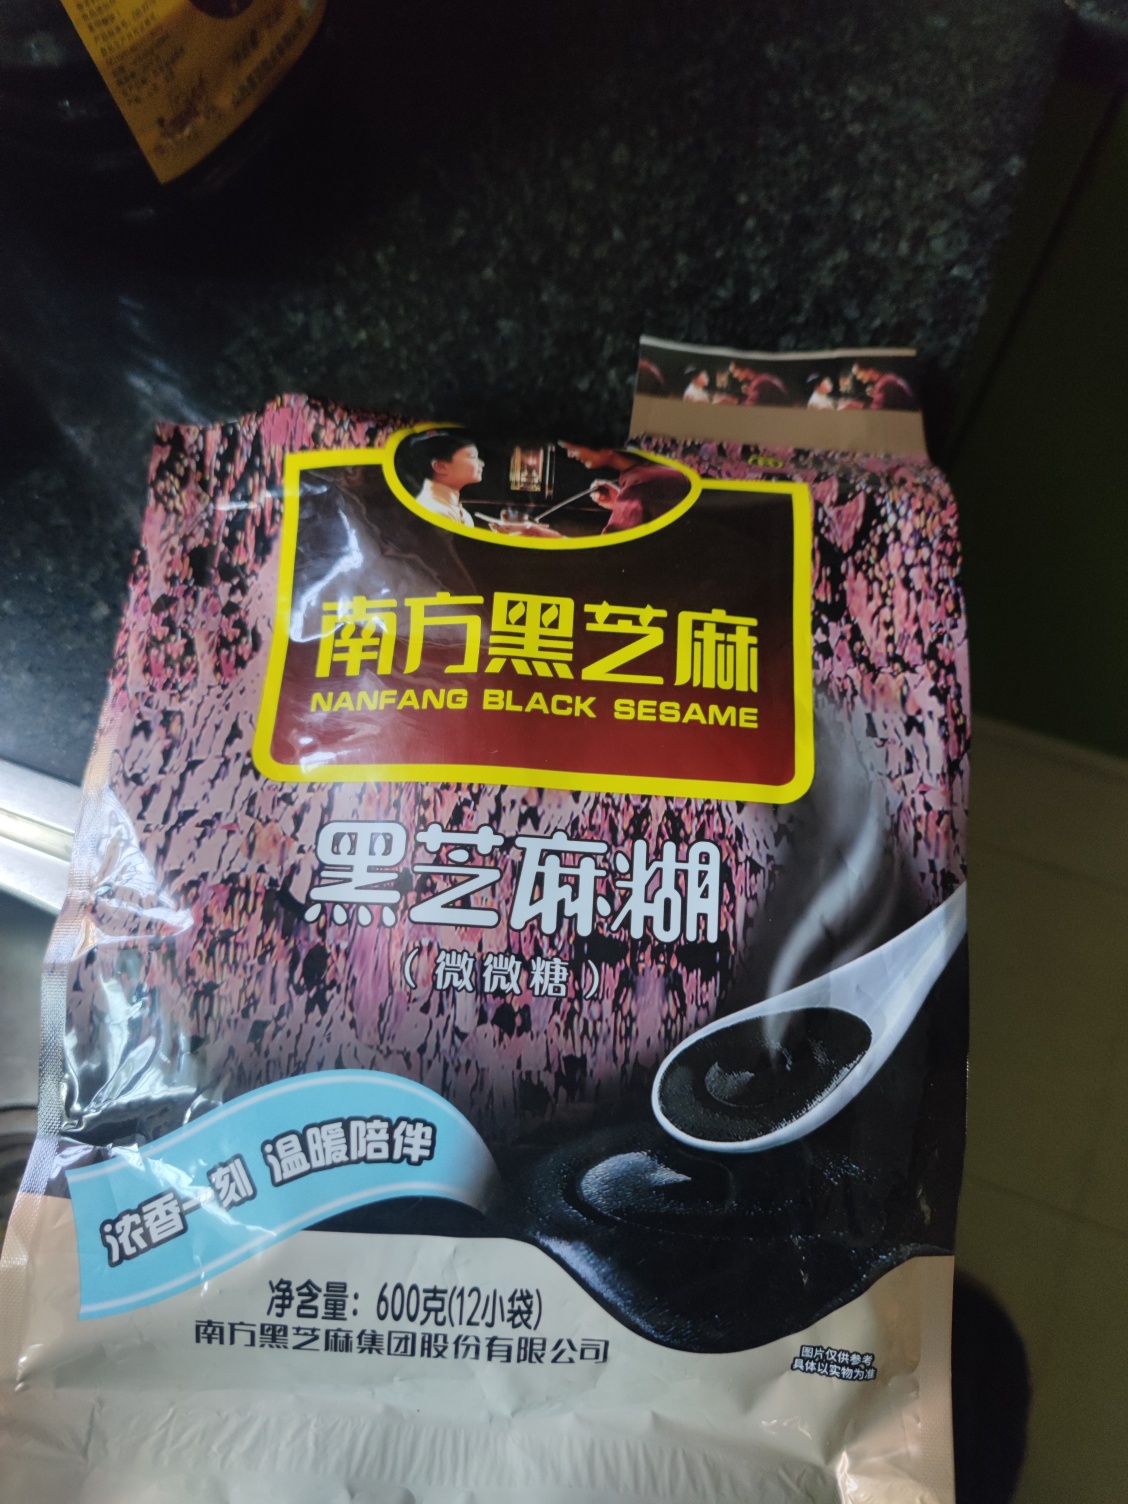 南方黑芝麻
NANFANG BLACK SESAME
黑芝麻糊
(微微糖)
浓香一刻 温暖陪伴
净含量：600克(12小袋)
南方黑芝麻集团股份有限公司
图片仅供参考
具体以实物为准